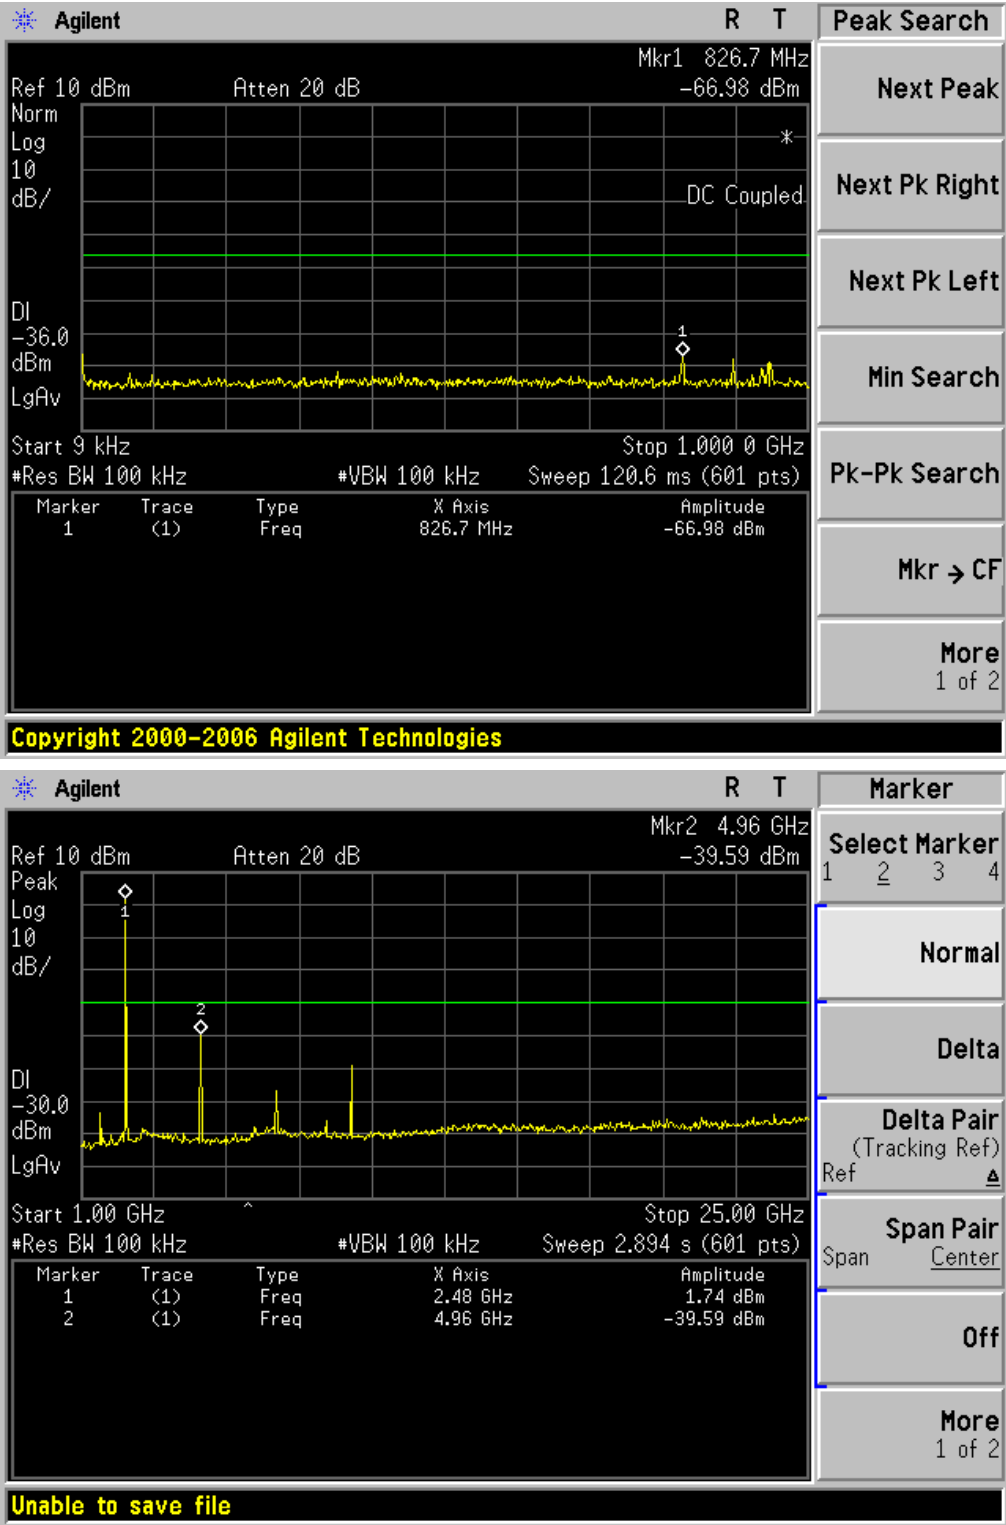 Agilent R T Peak Search
Mkr1 826.7 MHz
Ref 10 dBm Atten 20 dB -66.98 dBm
Norm
Log
10
dB/
*
DC Coupled
DI
-36.0
dBm
LgAv
1
Start 9 kHz Stop 1.000 0 GHz
#Res BW 100 kHz #VBW 100 kHz Sweep 120.6 ms (601 pts)
Marker Trace Type X Axis Amplitude
1 (1) Freq 826.7 MHz -66.98 dBm
Next Peak
Next Pk Right
Next Pk Left
Min Search
Pk-Pk Search
Mkr → CF
More
1 of 2
Copyright 2000-2006 Agilent Technologies
Agilent R T Marker
Mkr2 4.96 GHz
Ref 10 dBm Atten 20 dB -39.59 dBm
Peak
Log
10
dB/
1
2
DI
-30.0
dBm
LgAv
Start 1.00 GHz ^ Stop 25.00 GHz
#Res BW 100 kHz #VBW 100 kHz Sweep 2.894 s (601 pts)
Marker Trace Type X Axis Amplitude
1 (1) Freq 2.48 GHz 1.74 dBm
2 (1) Freq 4.96 GHz -39.59 dBm
Select Marker
1 2 3 4
Normal
Delta
Delta Pair
(Tracking Ref)
Ref Δ
Span Pair
Span Center
Off
More
1 of 2
Unable to save file